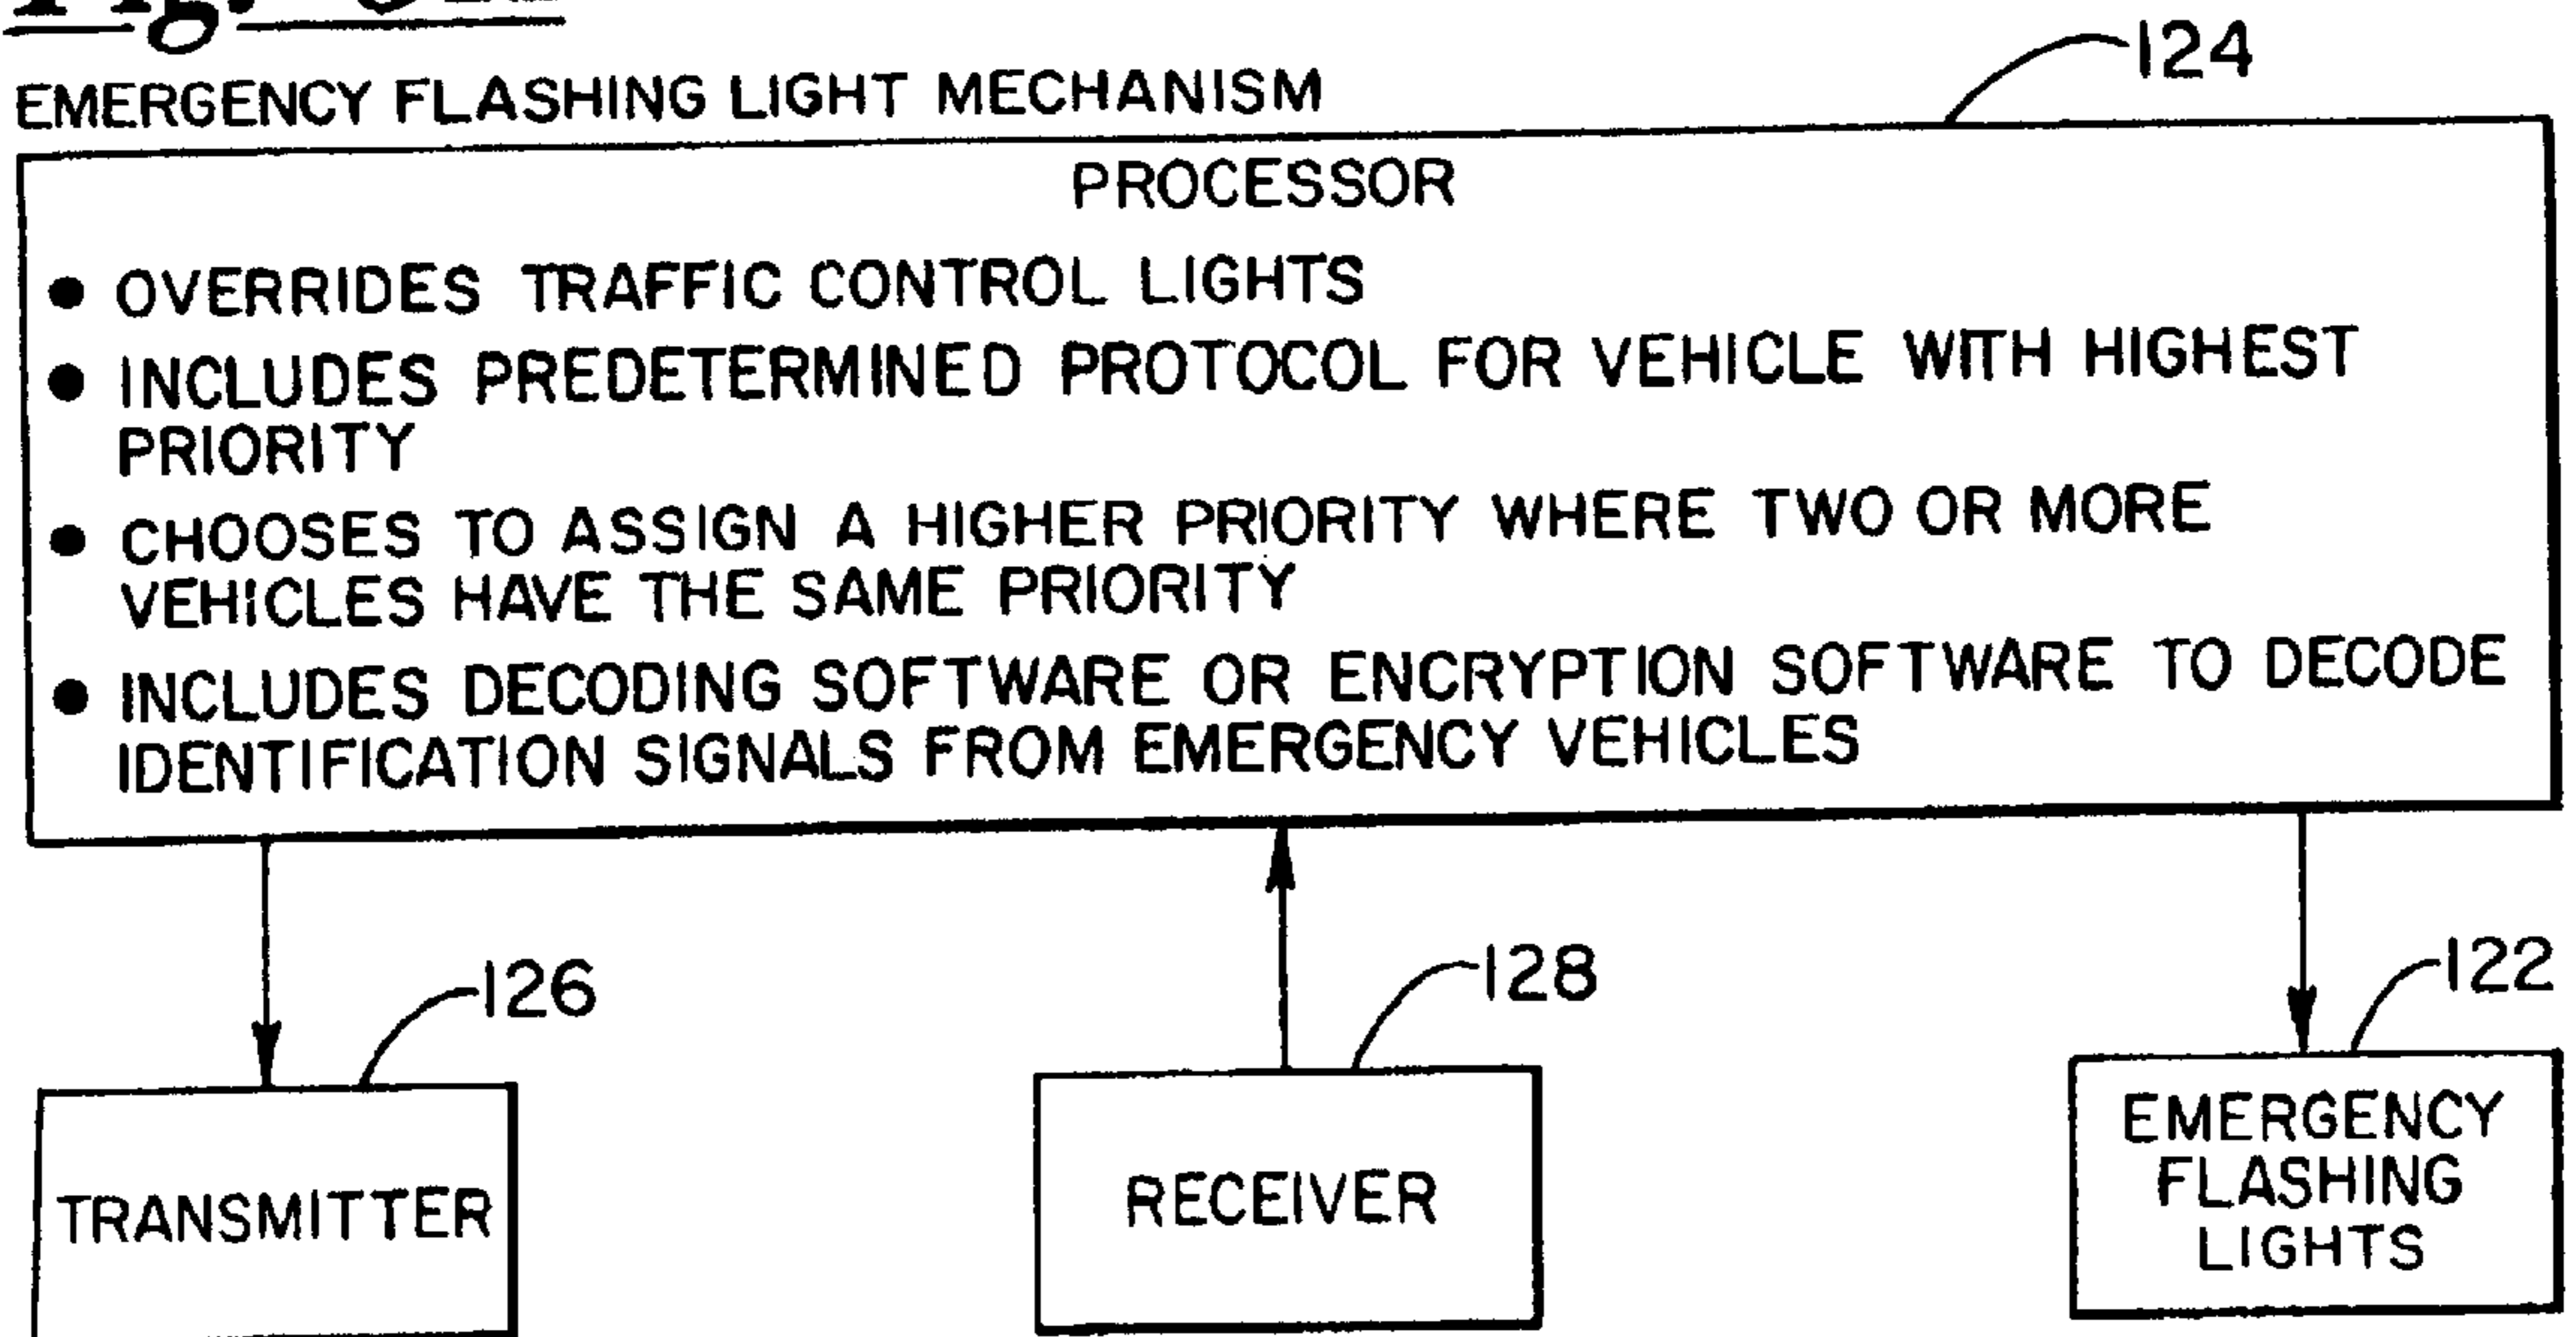 Fig.
EMERGENCY FLASHING LIGHT MECHANISM
124
PROCESSOR
● OVERRIDES TRAFFIC CONTROL LIGHTS
● INCLUDES PREDETERMINED PROTOCOL FOR VEHICLE WITH HIGHEST
PRIORITY
● CHOOSES TO ASSIGN A HIGHER PRIORITY WHERE TWO OR MORE
VEHICLES HAVE THE SAME PRIORITY
● INCLUDES DECODING SOFTWARE OR ENCRYPTION SOFTWARE TO DECODE
IDENTIFICATION SIGNALS FROM EMERGENCY VEHICLES
126
128
122
TRANSMITTER
RECEIVER
EMERGENCY
FLASHING
LIGHTS